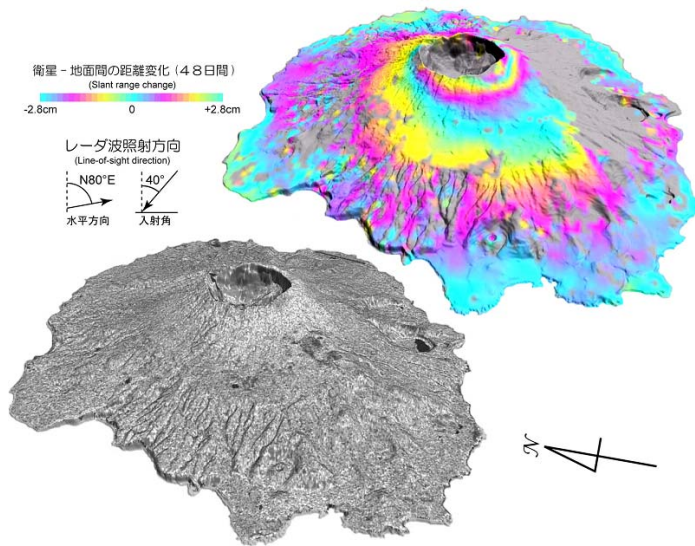 衛星－地面間の距離変化（４８日間）
(Slant range change)
-2.8cm 0 +2.8cm
レーダ波照射方向
(Line-of-sight direction)
N80°E 40°
水平方向 入射角
N